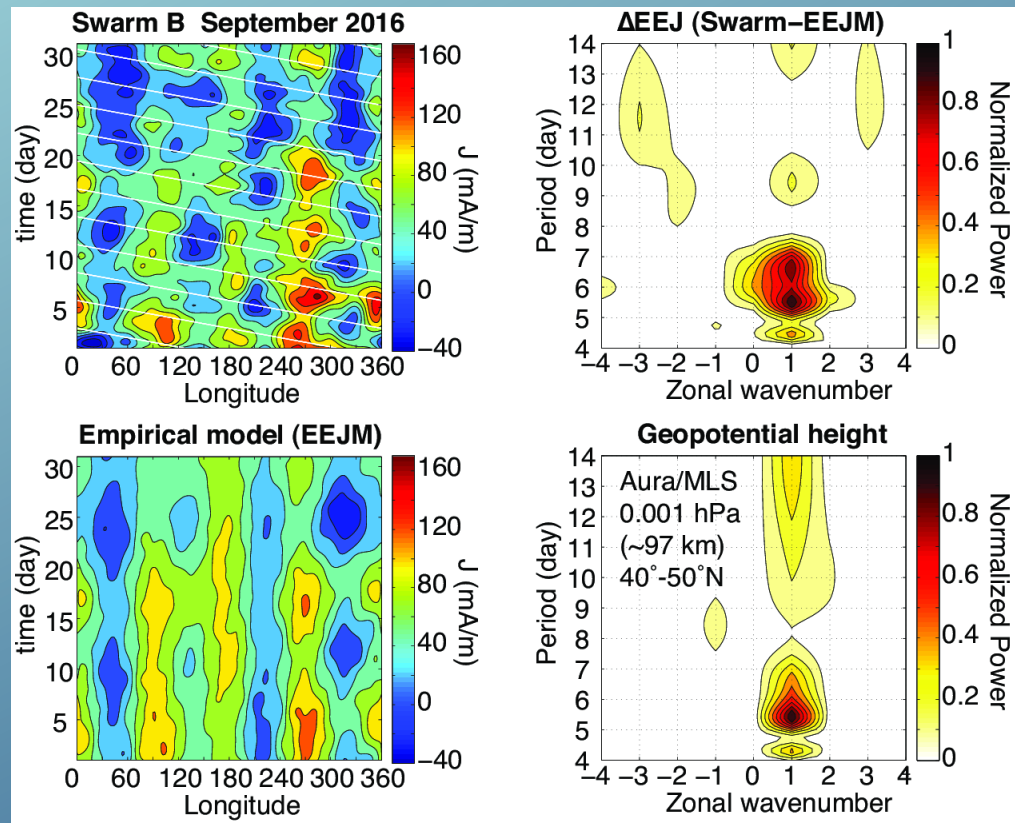 Swarm B September 2016
30
25
20
15
10
5
time (day)
0 60 120 180 240 300 360
Longitude
160
120
80
40
0
−40
J (mA/m)
ΔEEJ (Swarm−EEJM)
14
13
12
11
10
9
8
7
6
5
4
Period (day)
−4 −3 −2 −1 0 1 2 3 4
Zonal wavenumber
1
0.8
0.6
0.4
0.2
0
Normalized Power
Empirical model (EEJM)
30
25
20
15
10
5
time (day)
0 60 120 180 240 300 360
Longitude
160
120
80
40
0
−40
J (mA/m)
Geopotential height
Aura/MLS
0.001 hPa
(~97 km)
40˚-50˚N
14
13
12
11
10
9
8
7
6
5
4
Period (day)
−4 −3 −2 −1 0 1 2 3 4
Zonal wavenumber
1
0.8
0.6
0.4
0.2
0
Normalized Power